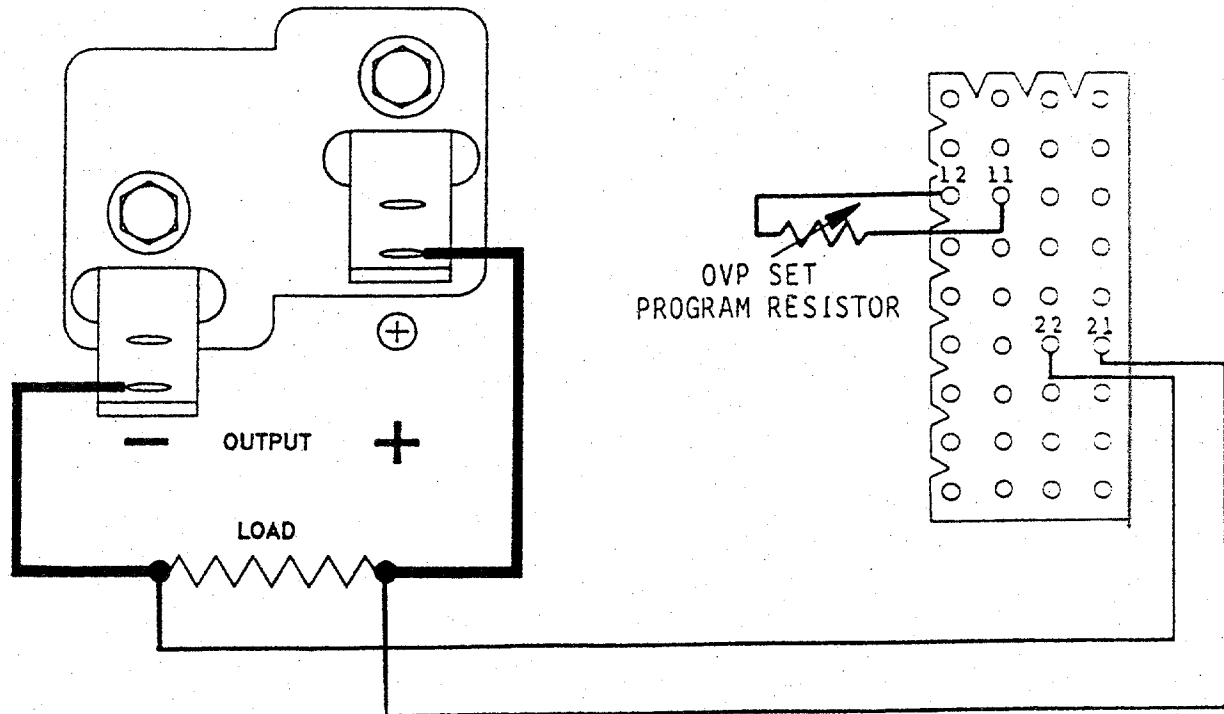 12 11
OVP SET
PROGRAM RESISTOR
22 21
− OUTPUT +
LOAD